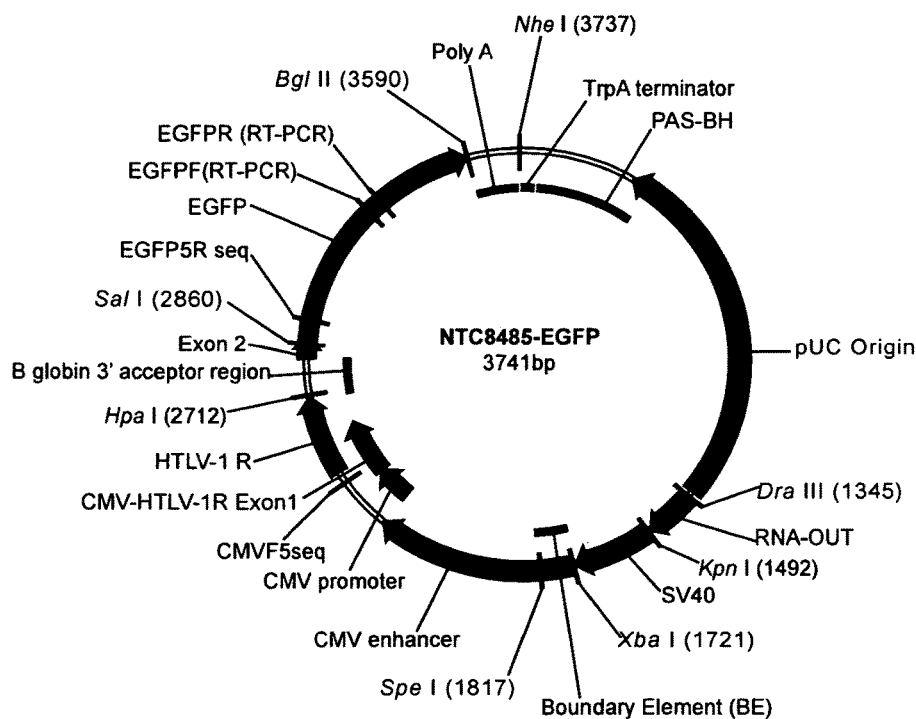 Nhe I (3737)
Poly A
TrpA terminator
Bgl II (3590)
PAS-BH
EGFPR (RT-PCR)
EGFPF(RT-PCR)
EGFP
EGFP5R seq
Sal I (2860)
NTC8485-EGFP
3741bp
Exon 2
pUC Origin
B globin 3' acceptor region
Hpa I (2712)
HTLV-1 R
CMV-HTLV-1R Exon1
Dra III (1345)
RNA-OUT
CMVF5seq
Kpn I (1492)
CMV promoter
SV40
CMV enhancer
Xba I (1721)
Spe I (1817)
Boundary Element (BE)